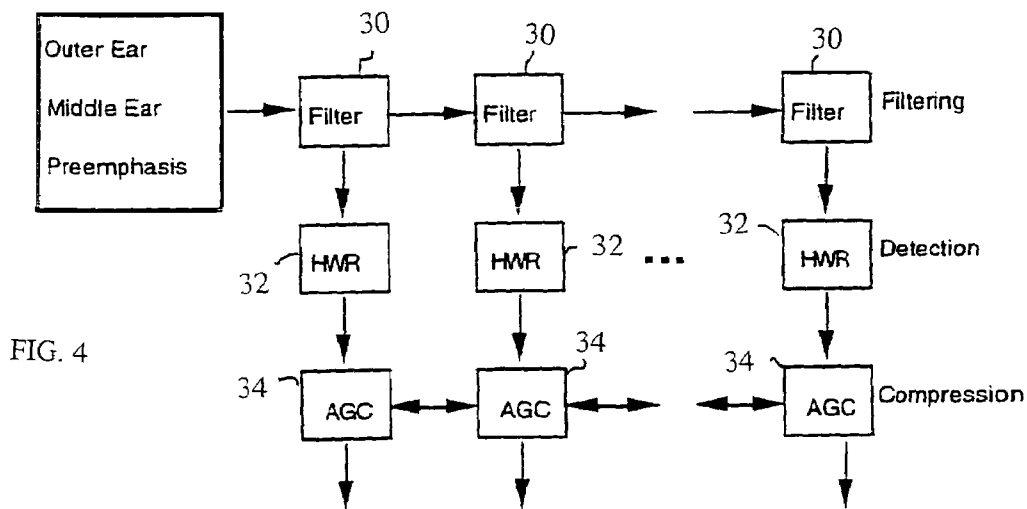 Outer Ear
Middle Ear
Preemphasis
30
30
30
Filter
Filter
Filter
Filtering
32
32
32
HWR
HWR
HWR
...
Detection
FIG. 4
34
34
34
AGC
AGC
AGC
Compression